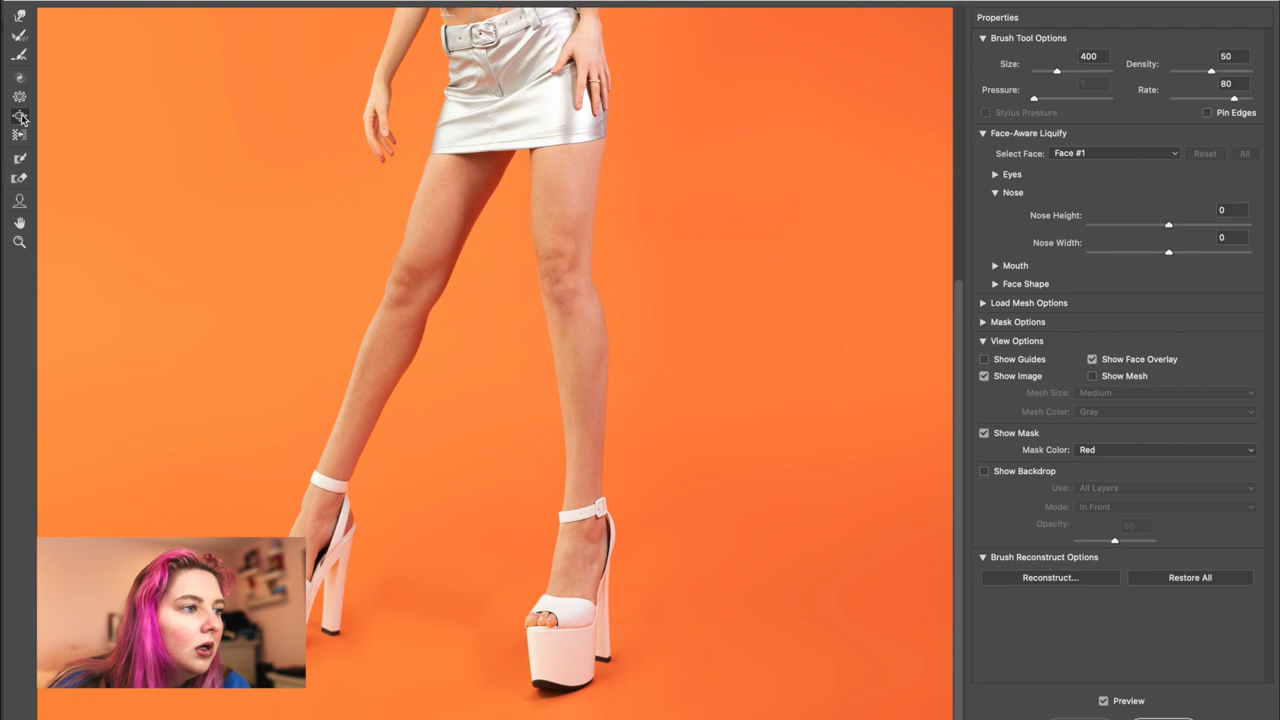 Properties
Brush Tool Options
Size: 400 Density: 50
Pressure: 1 Rate: 80
Stylus Pressure Pin Edges
Face-Aware Liquify
Select Face: Face #1 Reset All
Eyes
Nose
Nose Height: 0
Nose Width: 0
Mouth
Face Shape
Load Mesh Options
Mask Options
View Options
Show Guides Show Face Overlay
Show Image Show Mesh
Mesh Size: Medium
Mesh Color: Gray
Show Mask
Mask Color: Red
Show Backdrop
Use: All Layers
Mode: In Front
Opacity: 50
Brush Reconstruct Options
Reconstruct... Restore All
Preview